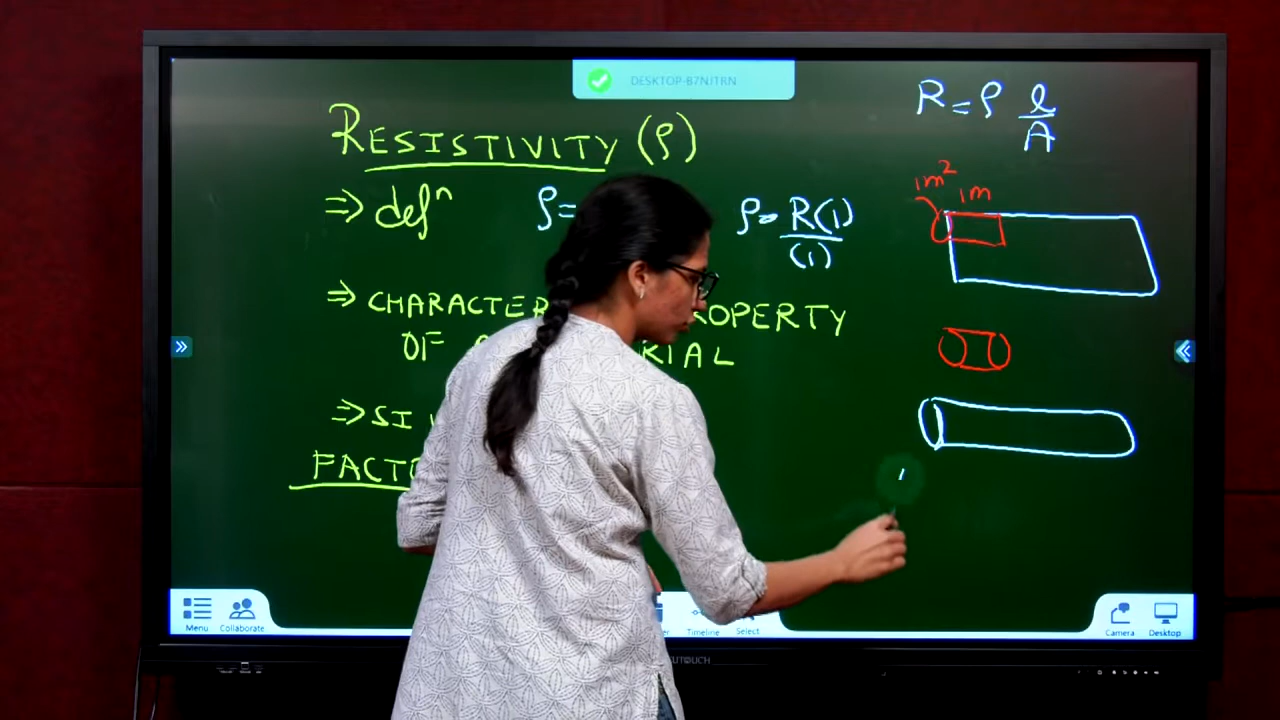 DESKTOP-B7NJTRN
R = ρ l/A
RESISTIVITY (ρ)
⇒ defⁿ ρ= ρ = R(1)/(1)
1m² 1m
⇒ CHARACTER ROPERTY
OF RIAL
⇒ SI
FACTO
Menu Collaborate Timeline Select Camera Desktop